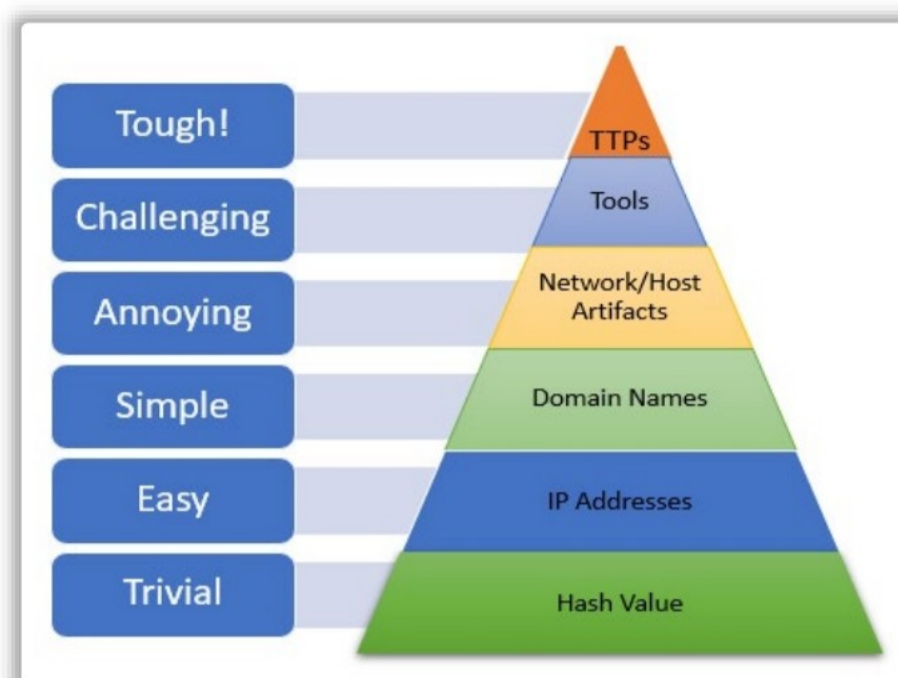 Tough!
TTPs
Challenging
Tools
Annoying
Network/Host
Artifacts
Simple
Domain Names
Easy
IP Addresses
Trivial
Hash Value